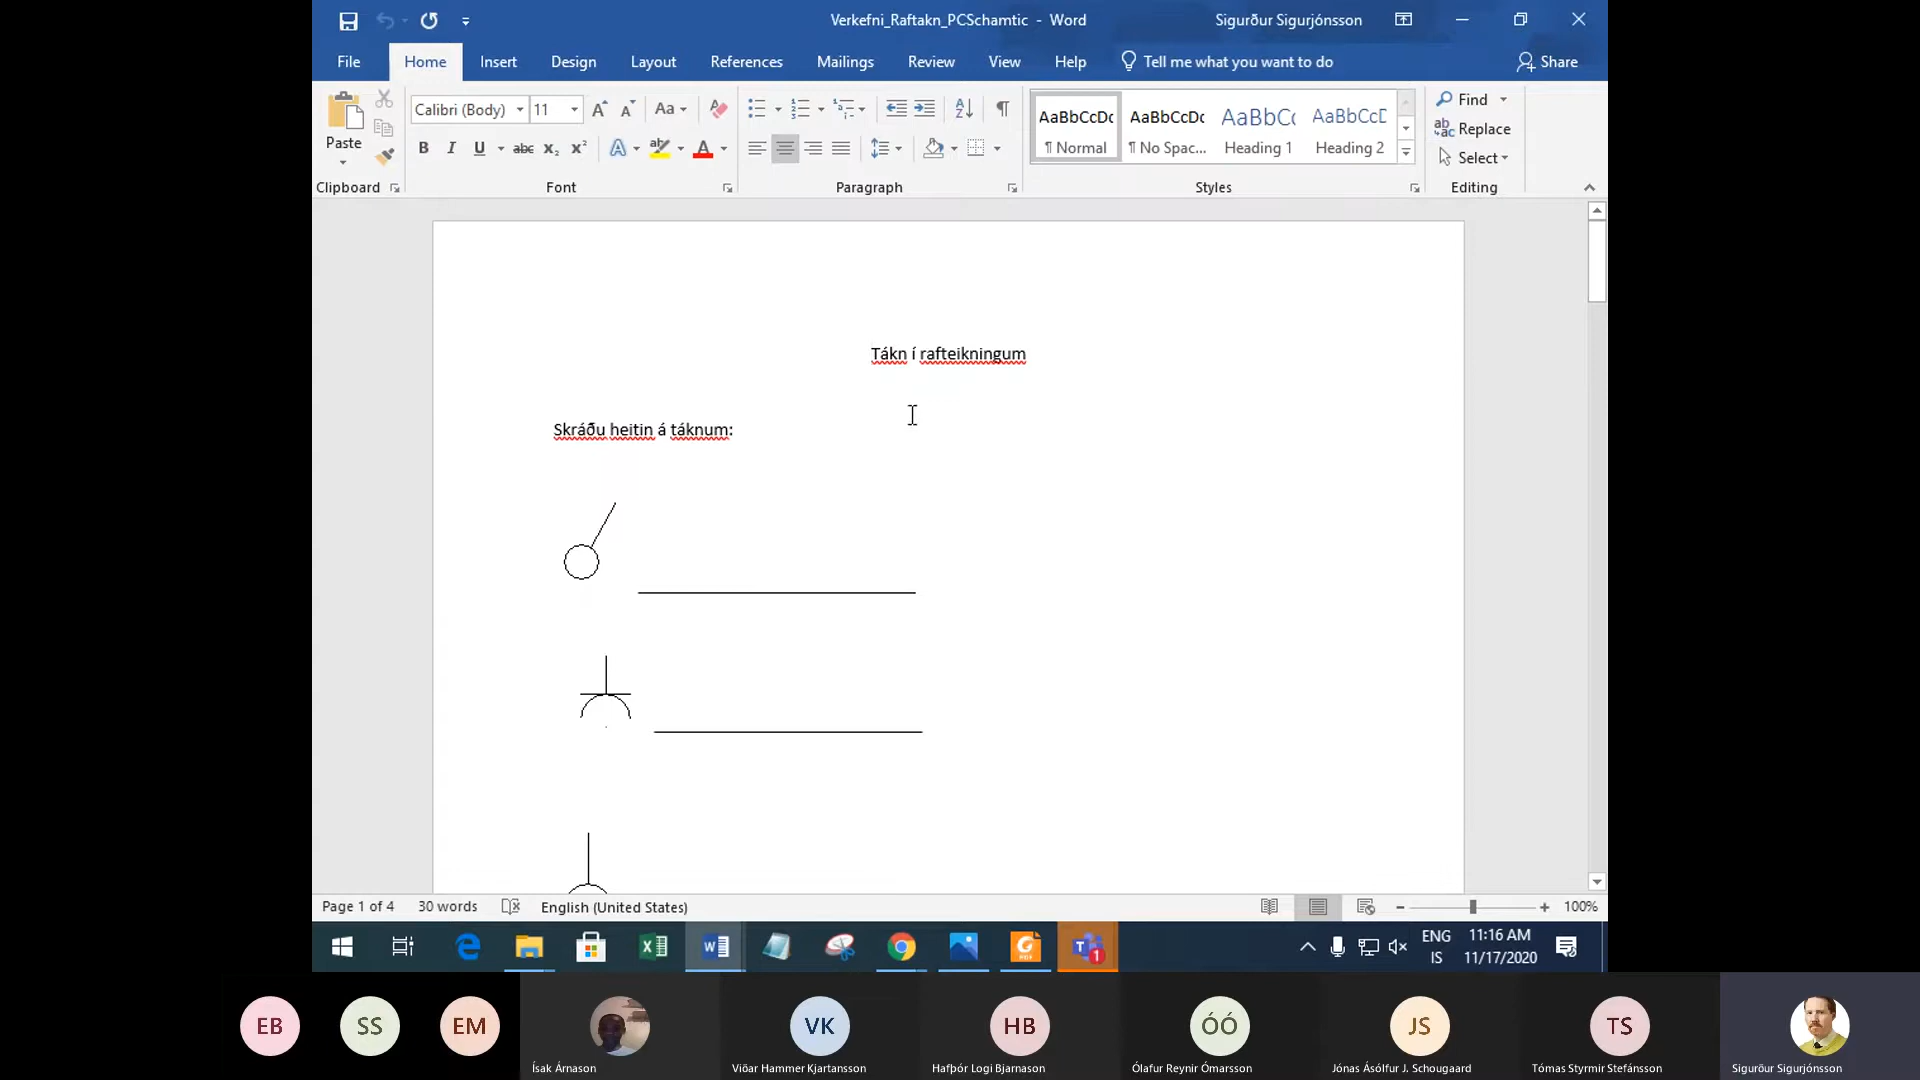 Verkefni_Raftakn_PCSchamtic - Word
Sigurður Sigurjónsson
File Home Insert Design Layout References Mailings Review View Help Tell me what you want to do Share
Paste
Clipboard
Calibri (Body) 11
Font
Paragraph
AaBbCcDc AaBbCcDc AaBbC AaBbCcD
¶ Normal ¶ No Spac... Heading 1 Heading 2
Styles
Find
Replace
Select
Editing
Tákn í rafteikningum
Skráðu heitin á táknum:
Page 1 of 4 30 words English (United States) 100%
ENG
IS
11:16 AM
11/17/2020
1
EB SS EM VK HB ÓÓ JS TS
Ísak Árnason Viðar Hammer Kjartansson Hafþór Logi Bjarnason Ólafur Reynir Ómarsson Jónas Ásólfur J. Schougaard Tómas Styrmir Stefánsson Sigurður Sigurjónsson